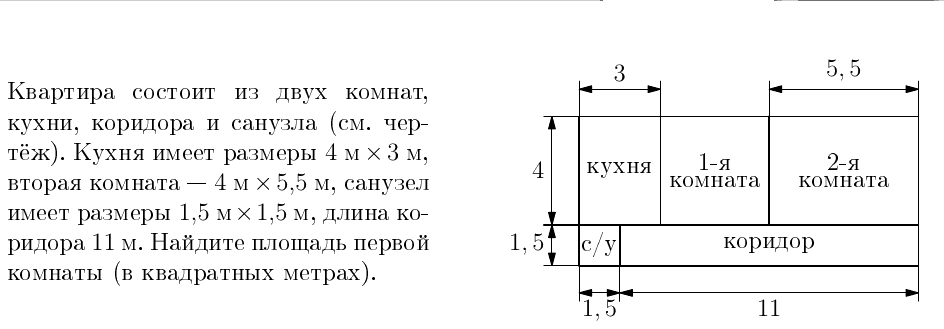 Квартира состоит из двух комнат,
кухни, коридора и санузла (см. чер-
тёж). Кухня имеет размеры 4 м × 3 м,
вторая комната — 4 м × 5,5 м, санузел
имеет размеры 1,5 м × 1,5 м, длина ко-
ридора 11 м. Найдите площадь первой
комнаты (в квадратных метрах).
3
5, 5
4
кухня
1-я
комната
2-я
комната
1, 5
с/у
коридор
1, 5
11